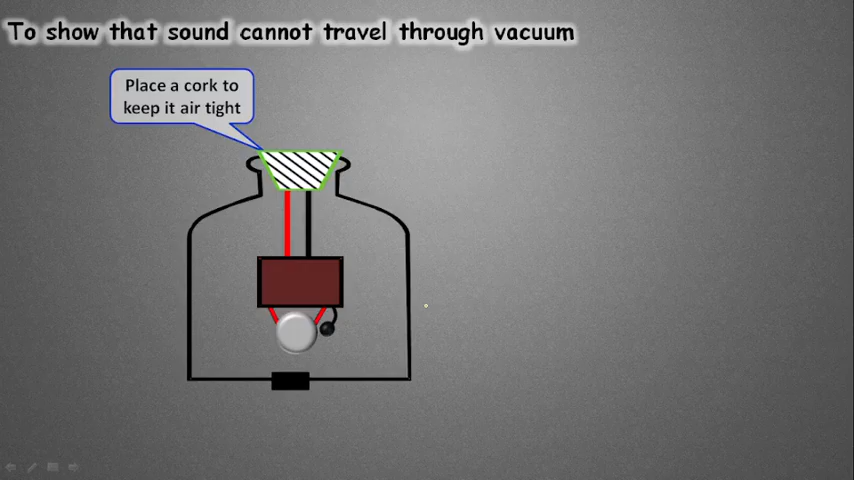 To show that sound cannot travel through vacuum
Place a cork to
keep it air tight